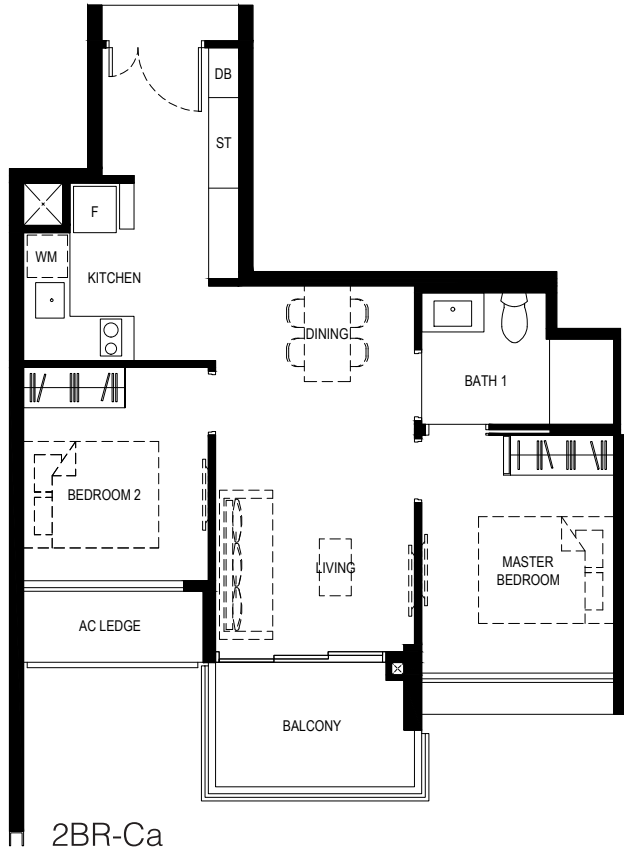 DB
ST
F
WM
KITCHEN
DINING
BATH 1
BEDROOM 2
LIVING
MASTER
BEDROOM
AC LEDGE
BALCONY
2BR-Ca